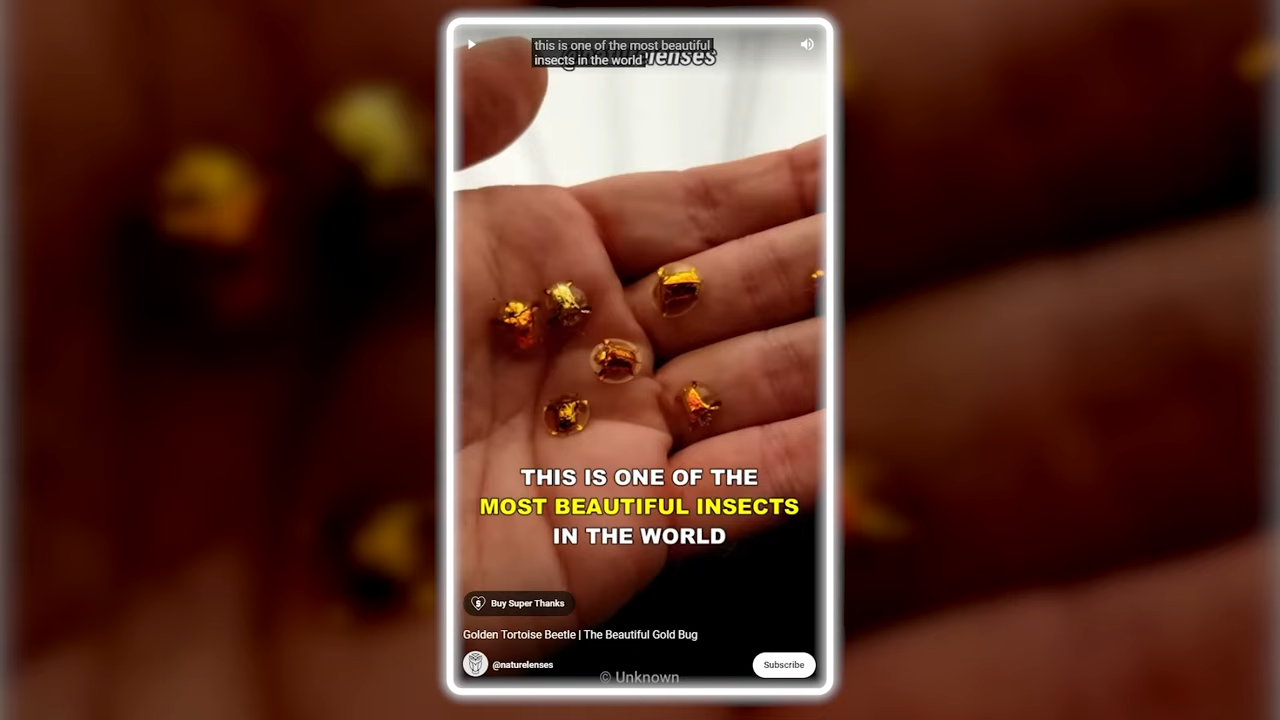 this is one of the most beautiful
insects in the world
@naturelenses
THIS IS ONE OF THE
MOST BEAUTIFUL INSECTS
IN THE WORLD
Buy Super Thanks
Golden Tortoise Beetle | The Beautiful Gold Bug
@naturelenses
Subscribe
© Unknown